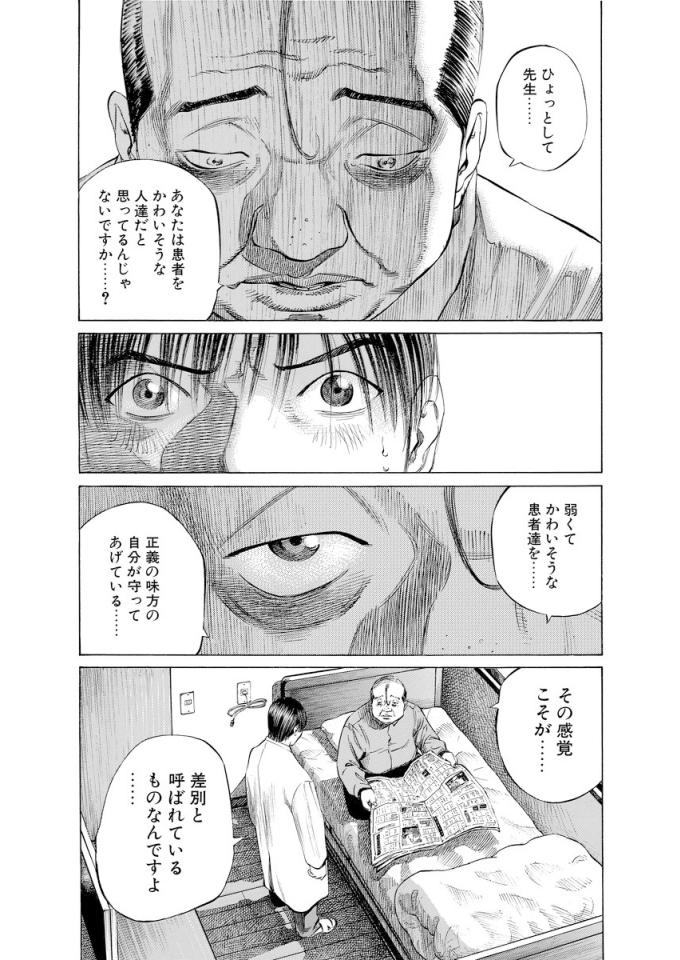 ひょっとして
先生……
あなたは患者を
かわいそうな
人達だと
思ってるんじゃ
ないですか……？
弱くて
かわいそうな
患者達を……
正義の味方の
自分が守って
あげている……
その感覚
こそが……
差別と
呼ばれている
ものなんですよ
……